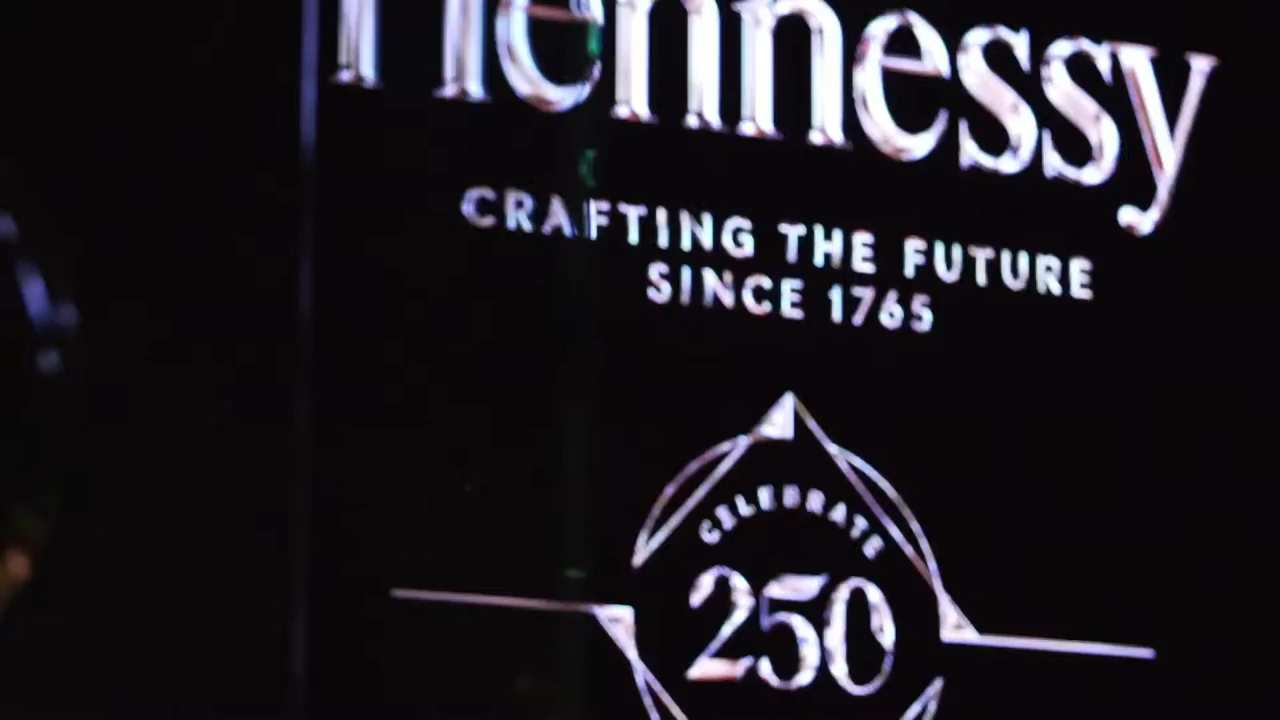 Hennessy
CRAFTING THE FUTURE
SINCE 1765
CELEBRATE
250